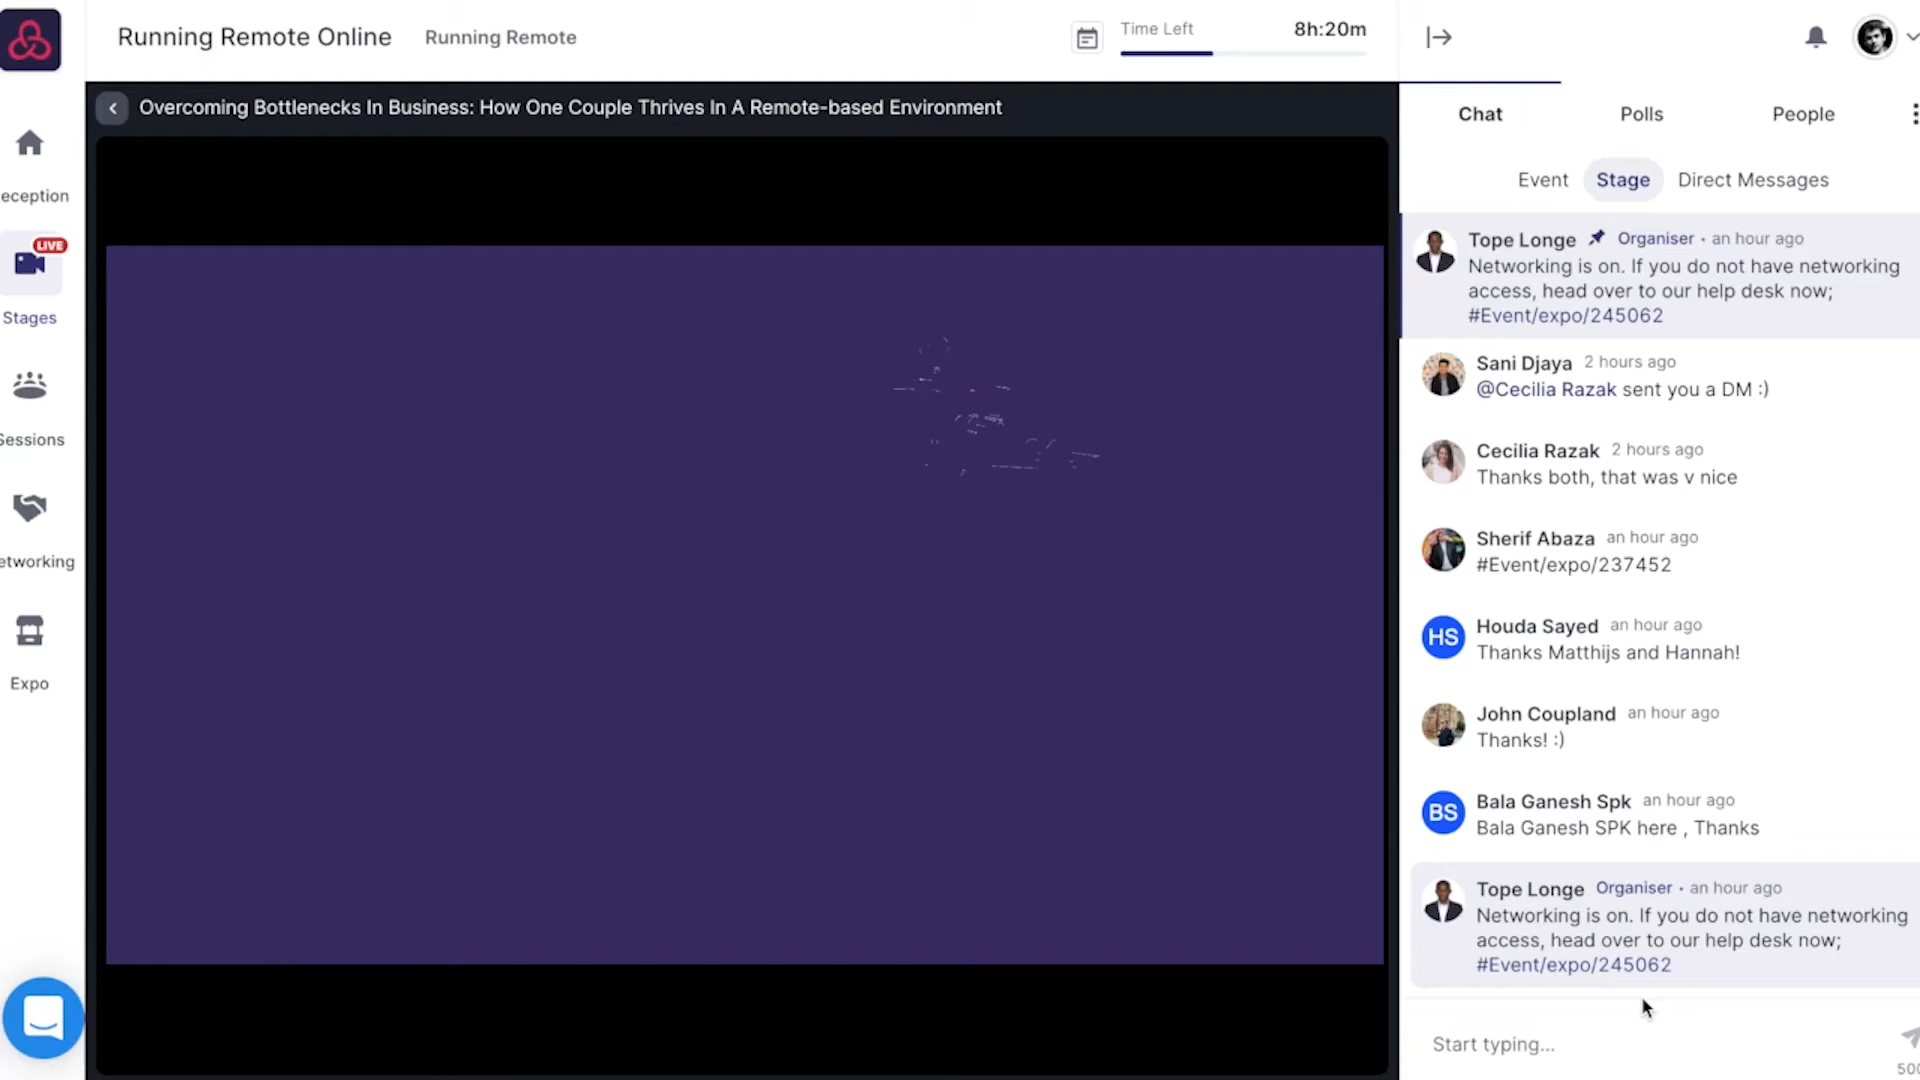 Running Remote Online
Running Remote
Time Left
8h:20m
Overcoming Bottlenecks In Business: How One Couple Thrives In A Remote-based Environment
eception
LIVE
Stages
Sessions
etworking
Expo
Chat
Polls
People
Event
Stage
Direct Messages
Tope Longe Organiser • an hour ago
Networking is on. If you do not have networking
access, head over to our help desk now;
#Event/expo/245062
Sani Djaya 2 hours ago
@Cecilia Razak sent you a DM :)
Cecilia Razak 2 hours ago
Thanks both, that was v nice
Sherif Abaza an hour ago
#Event/expo/237452
HS
Houda Sayed an hour ago
Thanks Matthijs and Hannah!
John Coupland an hour ago
Thanks! :)
BS
Bala Ganesh Spk an hour ago
Bala Ganesh SPK here , Thanks
Tope Longe Organiser • an hour ago
Networking is on. If you do not have networking
access, head over to our help desk now;
#Event/expo/245062
Start typing...
500